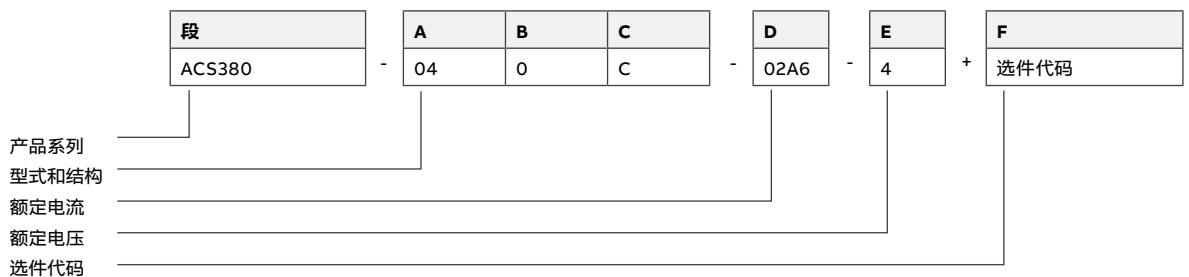 段 A B C D E F
ACS380 - 04 0 C - 02A6 - 4 + 选件代码
产品系列
型式和结构
额定电流
额定电压
选件代码